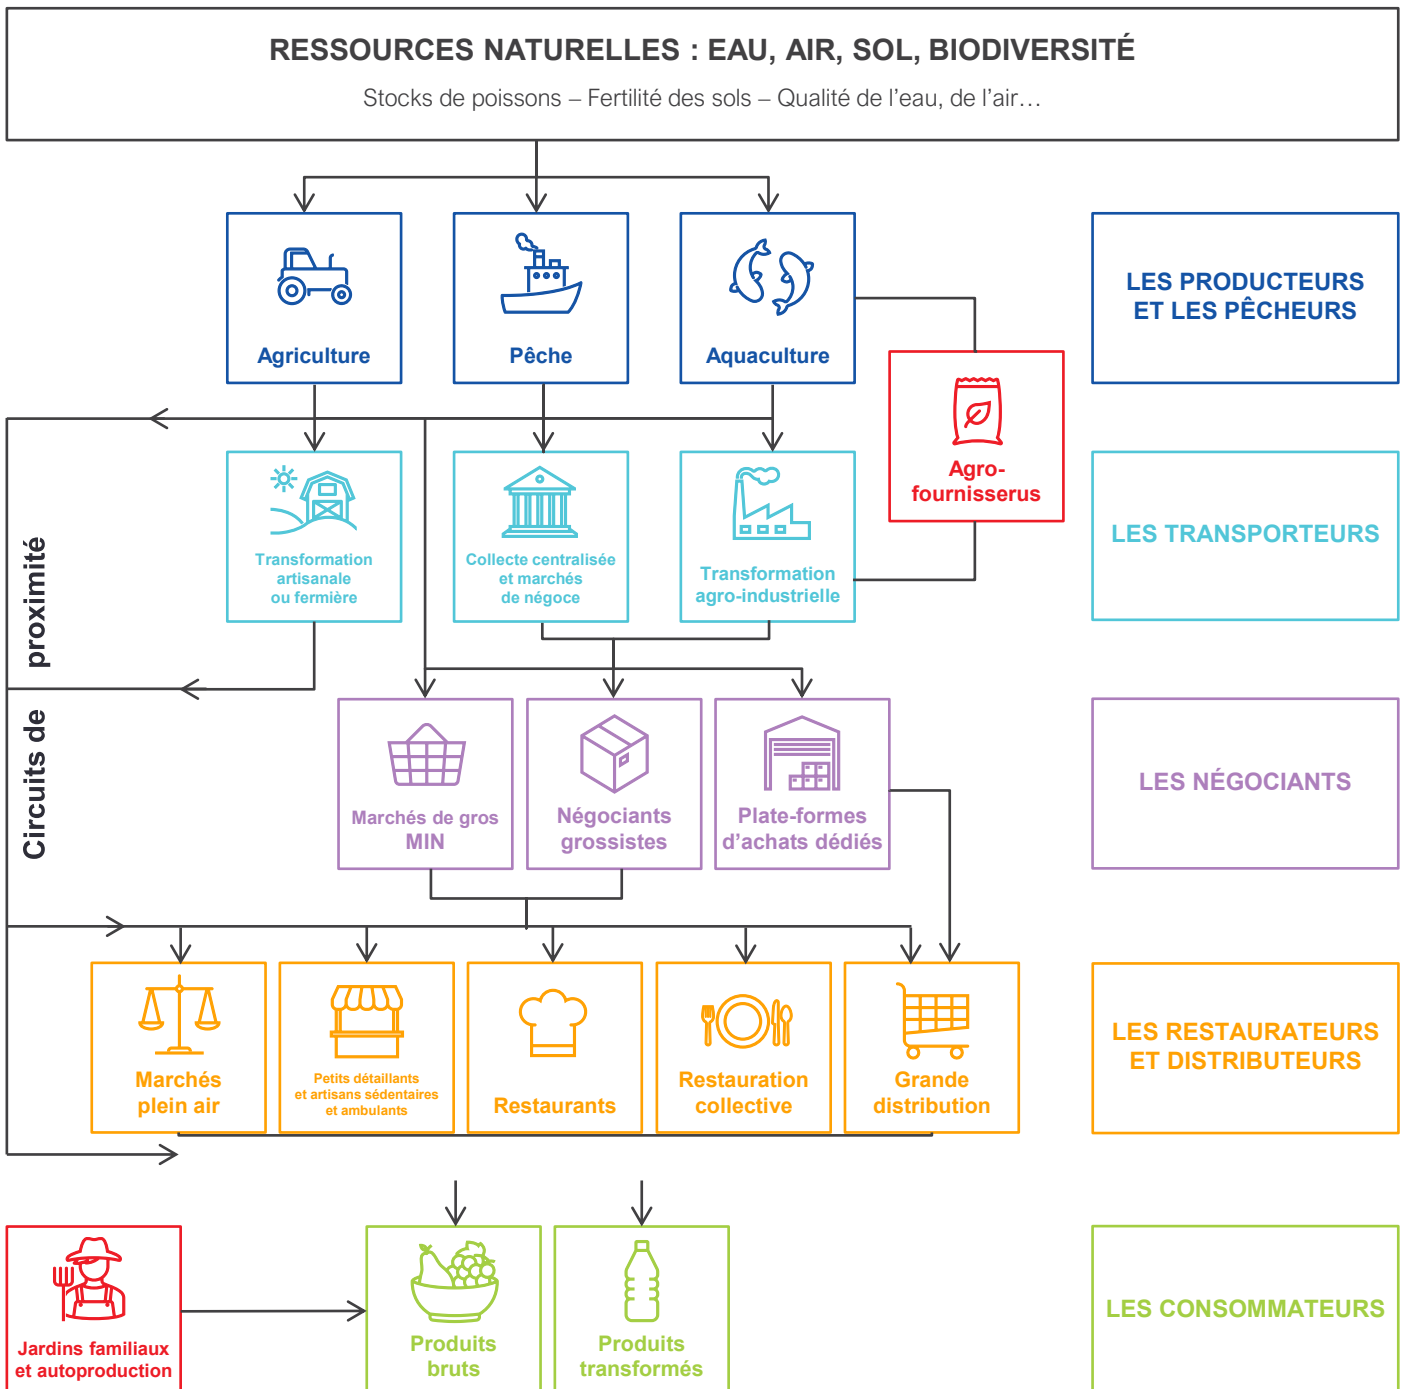 RESSOURCES NATURELLES : EAU, AIR, SOL, BIODIVERSITÉ
Stocks de poissons – Fertilité des sols – Qualité de l’eau, de l’air…
Agriculture
Pêche
Aquaculture
LES PRODUCTEURS
ET LES PÊCHEURS
Agro-
fournisserus
Transformation
artisanale
ou fermière
Collecte centralisée
et marchés
de négoce
Transformation
agro-industrielle
LES TRANSPORTEURS
Circuits de proximité
Marchés de gros
MIN
Négociants
grossistes
Plate-formes
d’achats dédiés
LES NÉGOCIANTS
Marchés
plein air
Petits détaillants
et artisans sédentaires
et ambulants
Restaurants
Restauration
collective
Grande
distribution
LES RESTAURATEURS
ET DISTRIBUTEURS
Jardins familiaux
et autoproduction
Produits
bruts
Produits
transformés
LES CONSOMMATEURS